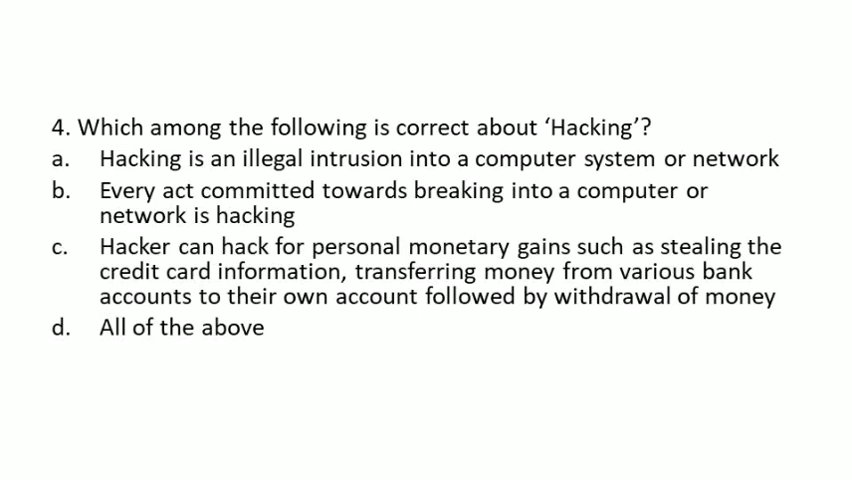 4. Which among the following is correct about ‘Hacking’?
a. Hacking is an illegal intrusion into a computer system or network
b. Every act committed towards breaking into a computer or
network is hacking
c. Hacker can hack for personal monetary gains such as stealing the
credit card information, transferring money from various bank
accounts to their own account followed by withdrawal of money
d. All of the above